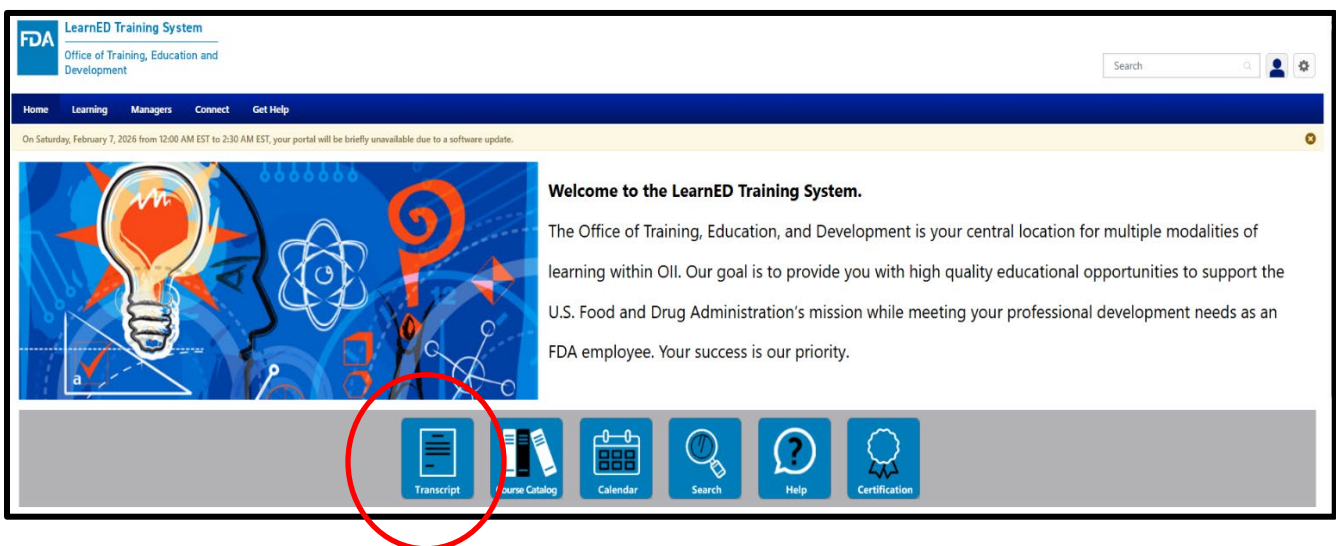 FDA
LearnED Training System
Office of Training, Education and
Development
Search
Home Learning Managers Connect Get Help
On Saturday, February 7, 2026 from 12:00 AM EST to 2:30 AM EST, your portal will be briefly unavailable due to a software update.
12
a
Welcome to the LearnED Training System.
The Office of Training, Education, and Development is your central location for multiple modalities of
learning within OII. Our goal is to provide you with high quality educational opportunities to support the
U.S. Food and Drug Administration’s mission while meeting your professional development needs as an
FDA employee. Your success is our priority.
?
Transcript Course Catalog Calendar Search Help Certification